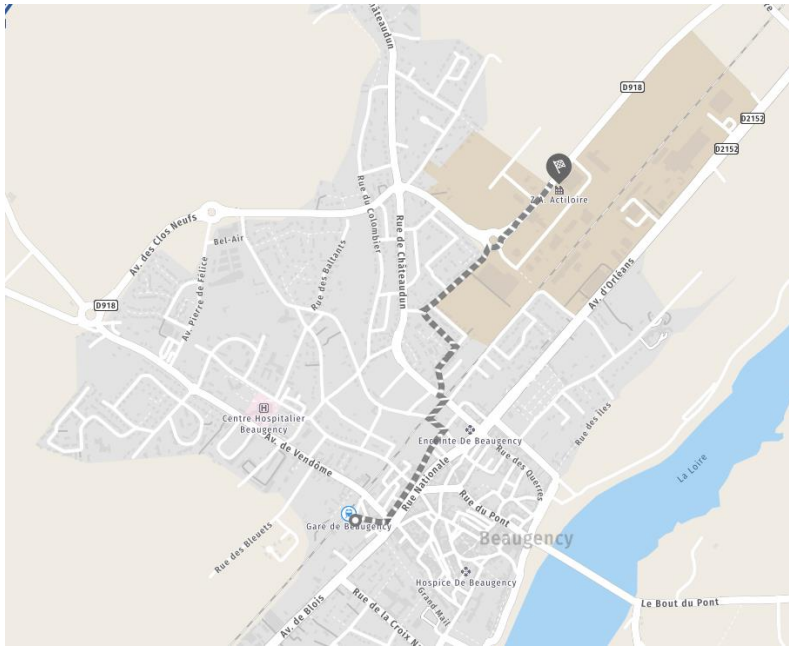 Châteaudun
D918
D2152
D2152
Z.A. Actiloire
Rue du Colombier
Av. des Clos Neufs
Bel-Air
Rue de Châteaudun
Rue des Baltants
Av. d'Orléans
D918
Av. Pierre de Félice
Centre Hospitalier
Beaugency
H
Rue des Îles
Enceinte De Beaugency
Av. de Vendôme
Rue des Querres
La Loire
Rue Nationale
Rue du Pont
Gare de Beaugency
Beaugency
Rue des Bleuets
Hospice De Beaugency
Grand Mail
Le Bout du Pont
Av. de Blois
Rue de la Croix Na